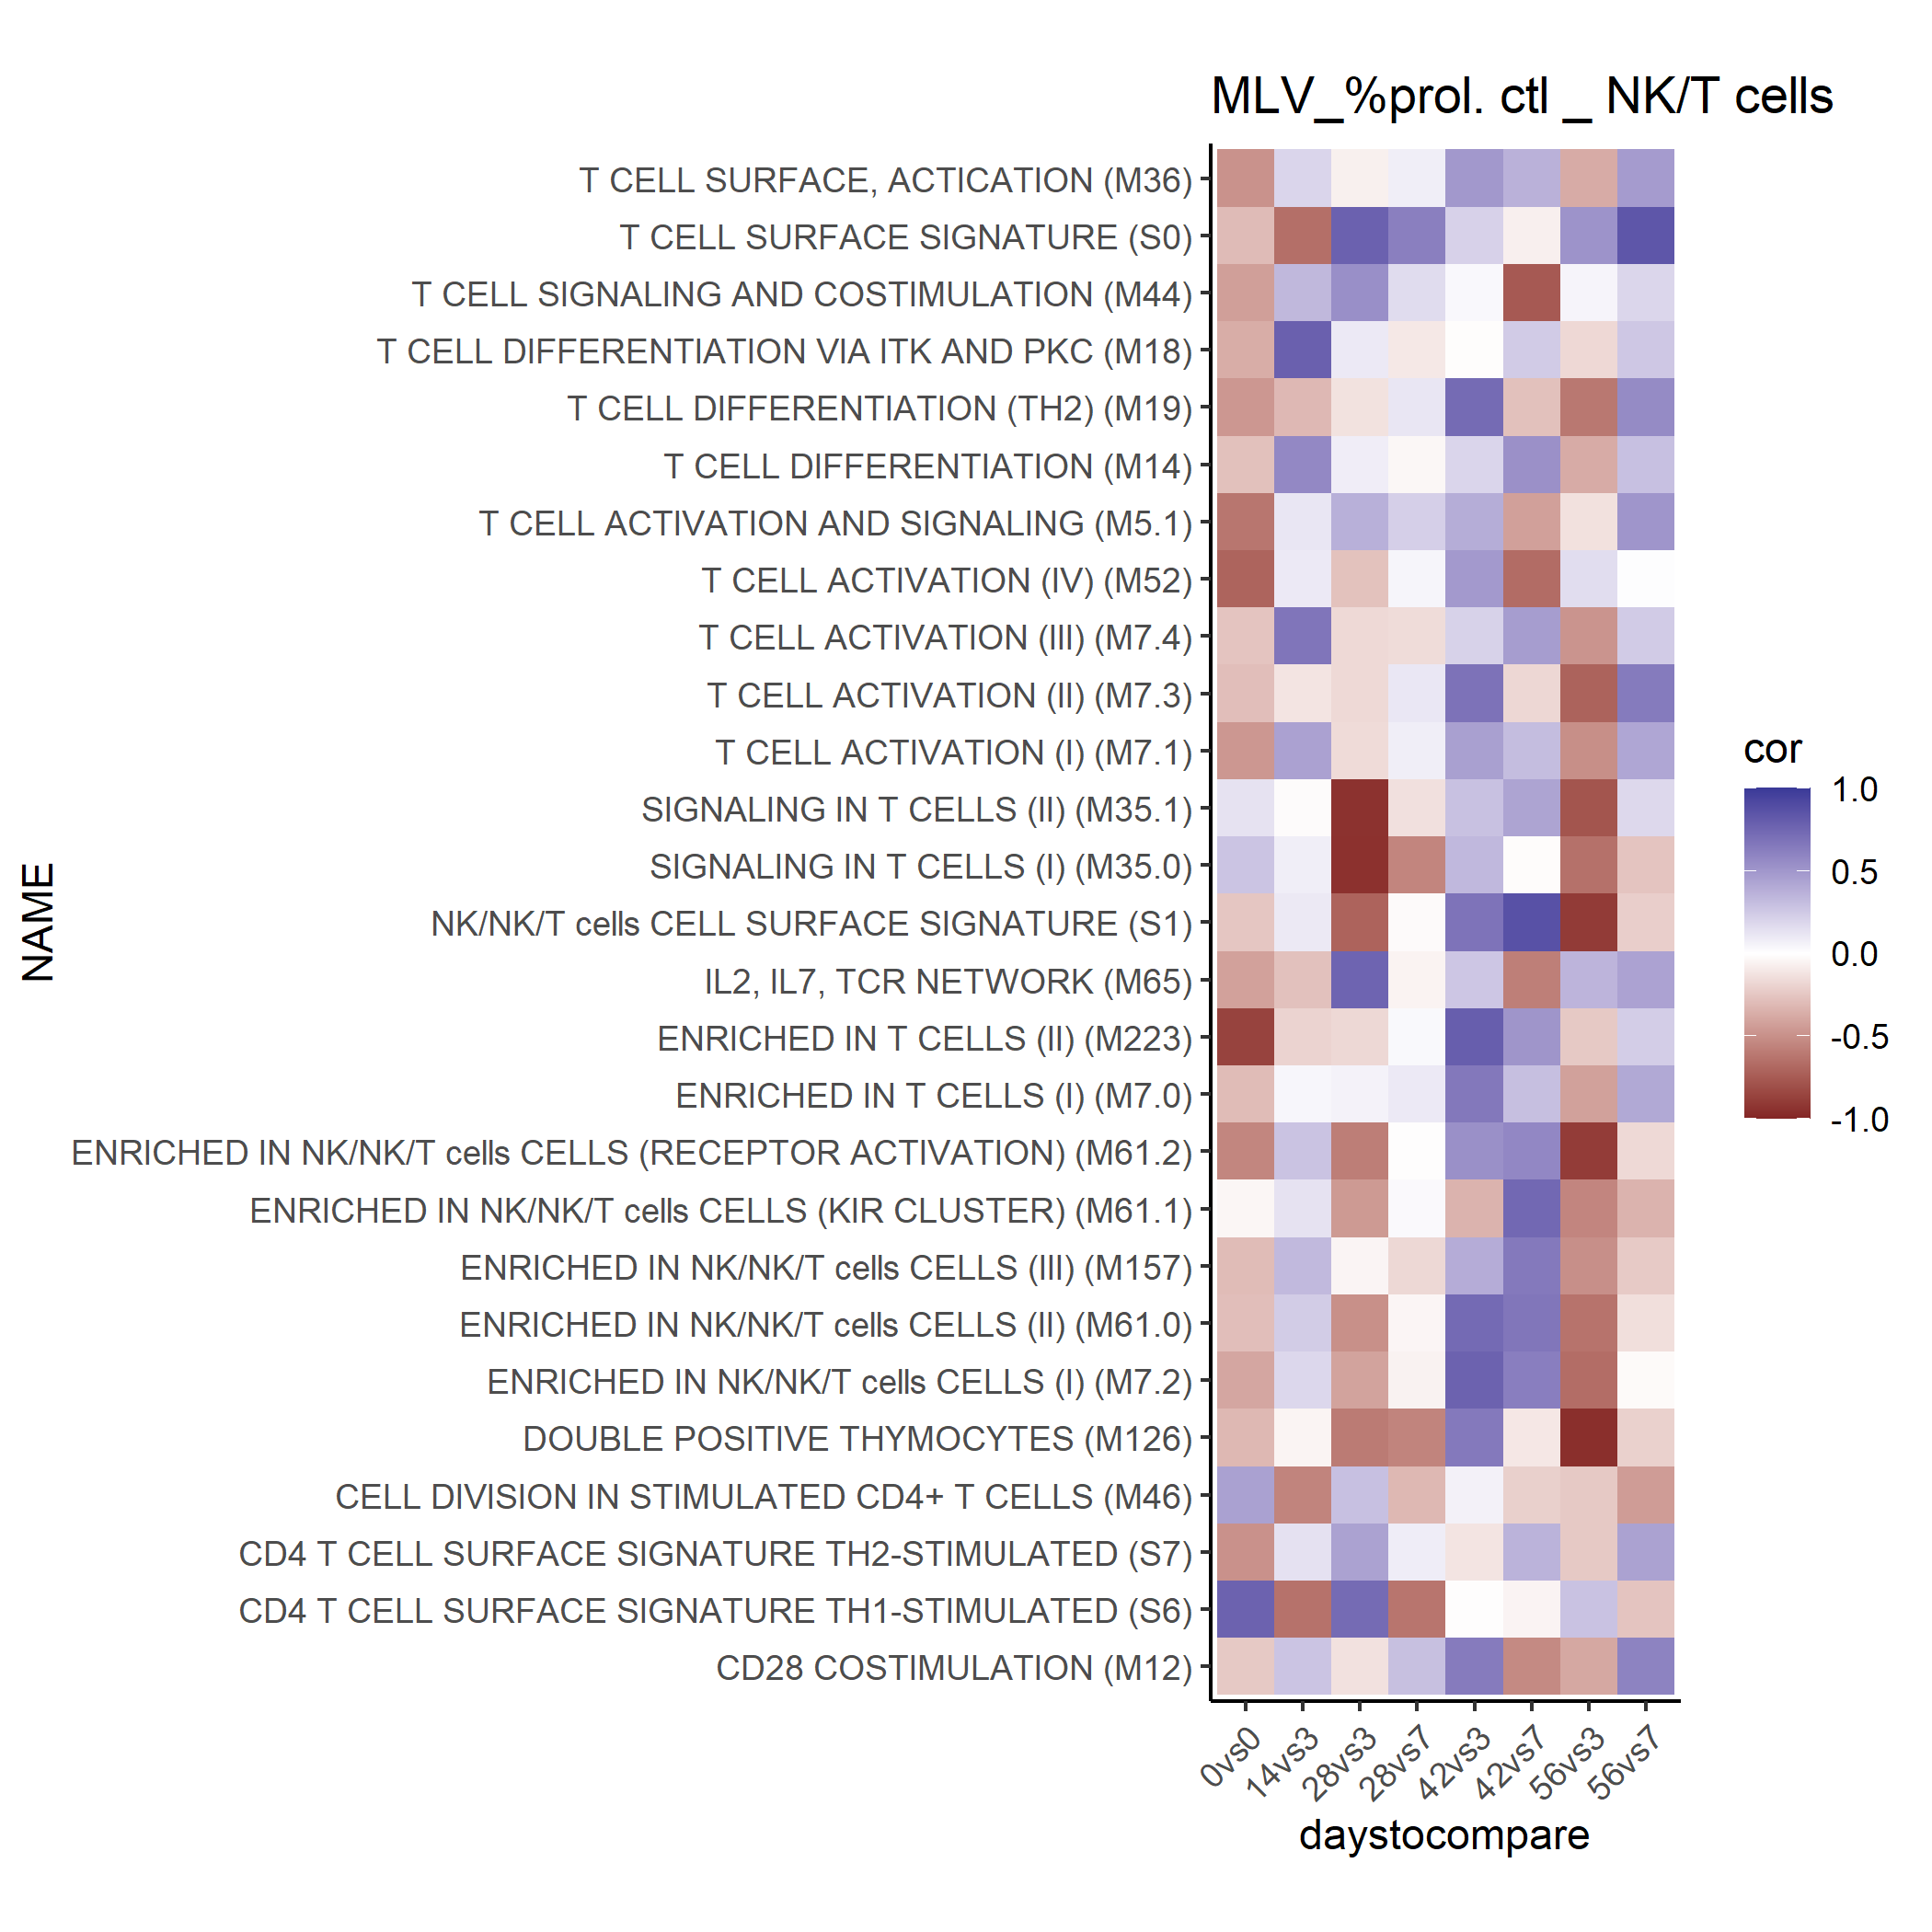 MLV_%prol. ctl _ NK/T cells
T CELL SURFACE, ACTICATION (M36)
T CELL SURFACE SIGNATURE (S0)
T CELL SIGNALING AND COSTIMULATION (M44)
T CELL DIFFERENTIATION VIA ITK AND PKC (M18)
T CELL DIFFERENTIATION (TH2) (M19)
T CELL DIFFERENTIATION (M14)
T CELL ACTIVATION AND SIGNALING (M5.1)
T CELL ACTIVATION (IV) (M52)
T CELL ACTIVATION (III) (M7.4)
T CELL ACTIVATION (II) (M7.3)
T CELL ACTIVATION (I) (M7.1)
SIGNALING IN T CELLS (II) (M35.1)
SIGNALING IN T CELLS (I) (M35.0)
NK/NK/T cells CELL SURFACE SIGNATURE (S1)
IL2, IL7, TCR NETWORK (M65)
ENRICHED IN T CELLS (II) (M223)
ENRICHED IN T CELLS (I) (M7.0)
ENRICHED IN NK/NK/T cells CELLS (RECEPTOR ACTIVATION) (M61.2)
ENRICHED IN NK/NK/T cells CELLS (KIR CLUSTER) (M61.1)
ENRICHED IN NK/NK/T cells CELLS (III) (M157)
ENRICHED IN NK/NK/T cells CELLS (II) (M61.0)
ENRICHED IN NK/NK/T cells CELLS (I) (M7.2)
DOUBLE POSITIVE THYMOCYTES (M126)
CELL DIVISION IN STIMULATED CD4+ T CELLS (M46)
CD4 T CELL SURFACE SIGNATURE TH2-STIMULATED (S7)
CD4 T CELL SURFACE SIGNATURE TH1-STIMULATED (S6)
CD28 COSTIMULATION (M12)
NAME
0vs0
14vs3
28vs3
28vs7
42vs3
42vs7
56vs3
56vs7
daystocompare
cor
1.0
0.5
0.0
-0.5
-1.0